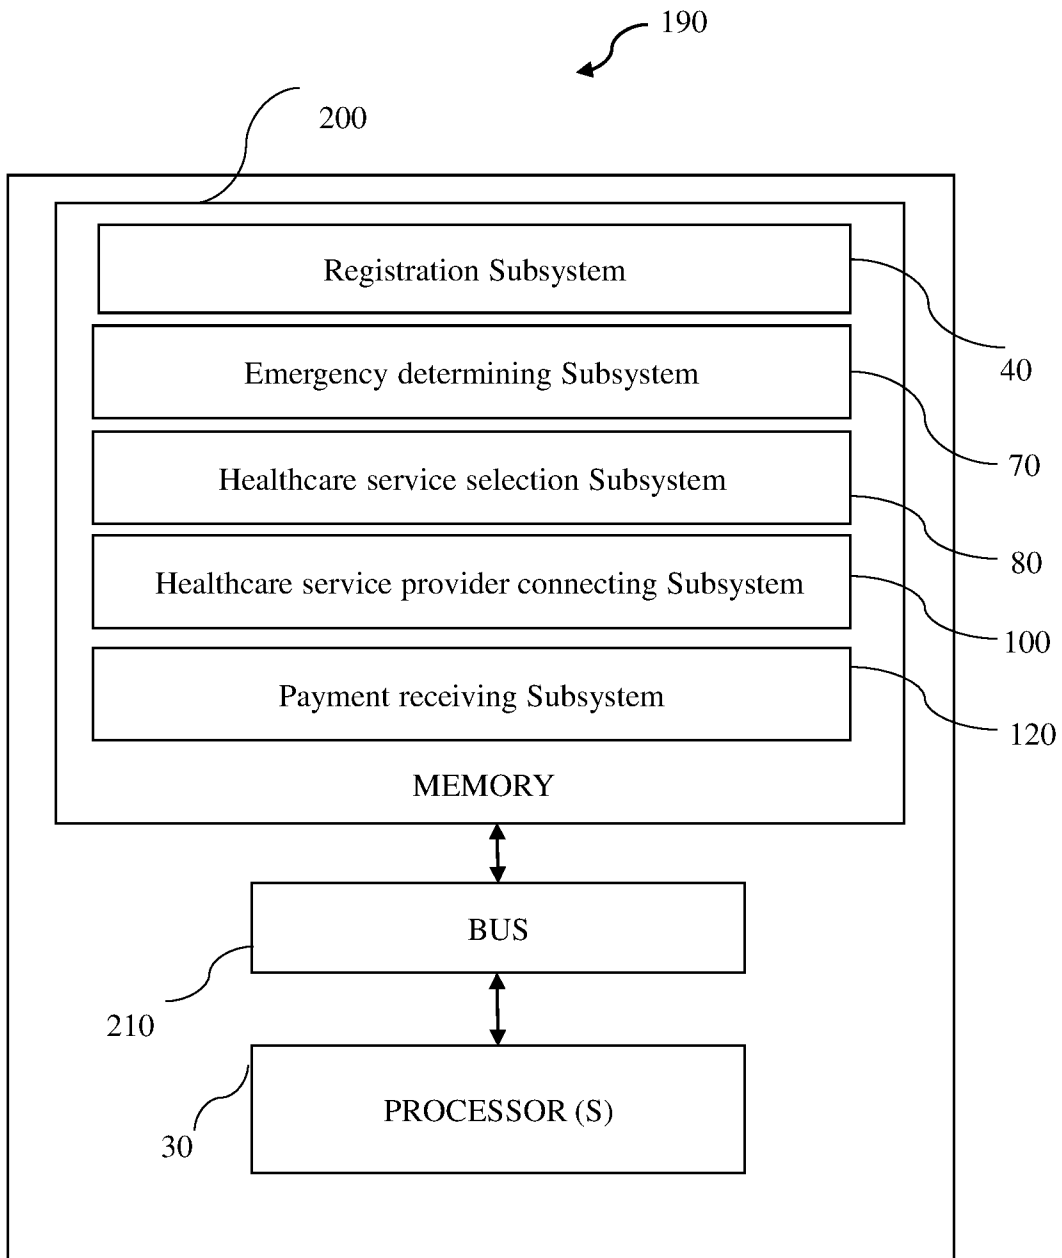 190
200
Registration Subsystem
40
Emergency determining Subsystem
70
Healthcare service selection Subsystem
80
Healthcare service provider connecting Subsystem
100
Payment receiving Subsystem
120
MEMORY
BUS
210
PROCESSOR (S)
30